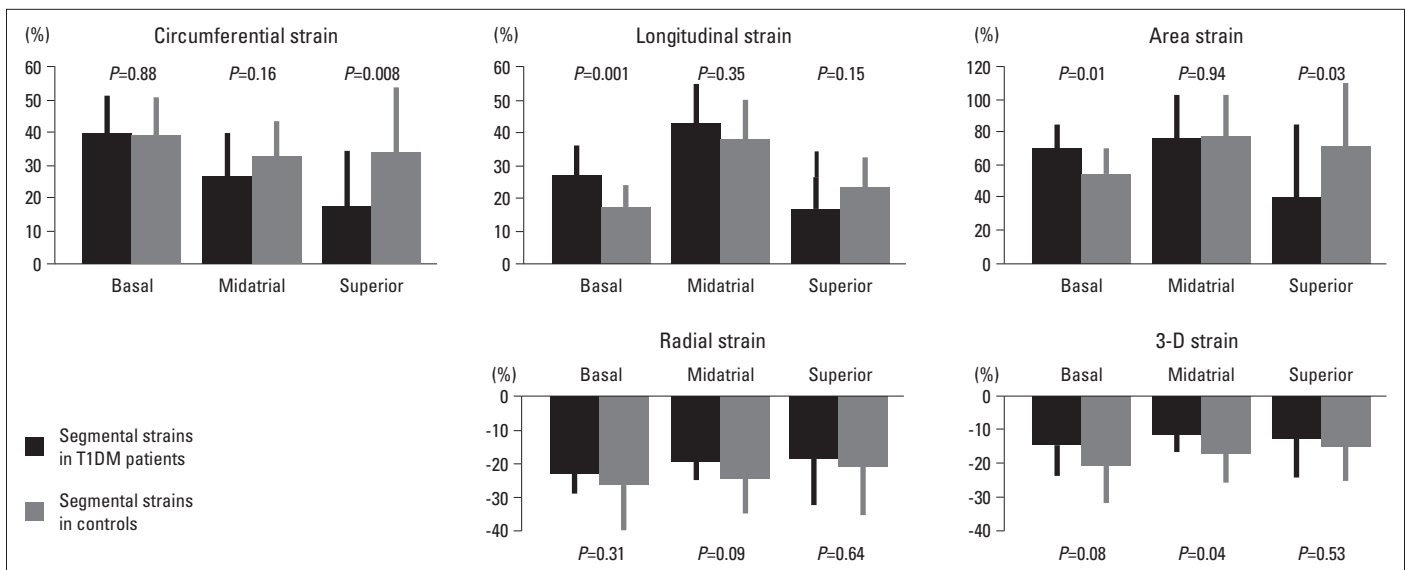 (%)
Circumferential strain
P=0.88 P=0.16 P=0.008
60
50
40
30
20
10
0
Basal Midatrial Superior
(%)
Longitudinal strain
P=0.001 P=0.35 P=0.15
60
50
40
30
20
10
0
Basal Midatrial Superior
(%)
Area strain
P=0.01 P=0.94 P=0.03
120
100
80
60
40
20
0
Basal Midatrial Superior
Segmental strains
in T1DM patients
Segmental strains
in controls
Radial strain
(%)
Basal Midatrial Superior
0
-10
-20
-30
-40
P=0.31 P=0.09 P=0.64
3-D strain
(%)
Basal Midatrial Superior
0
-10
-20
-30
-40
P=0.08 P=0.04 P=0.53